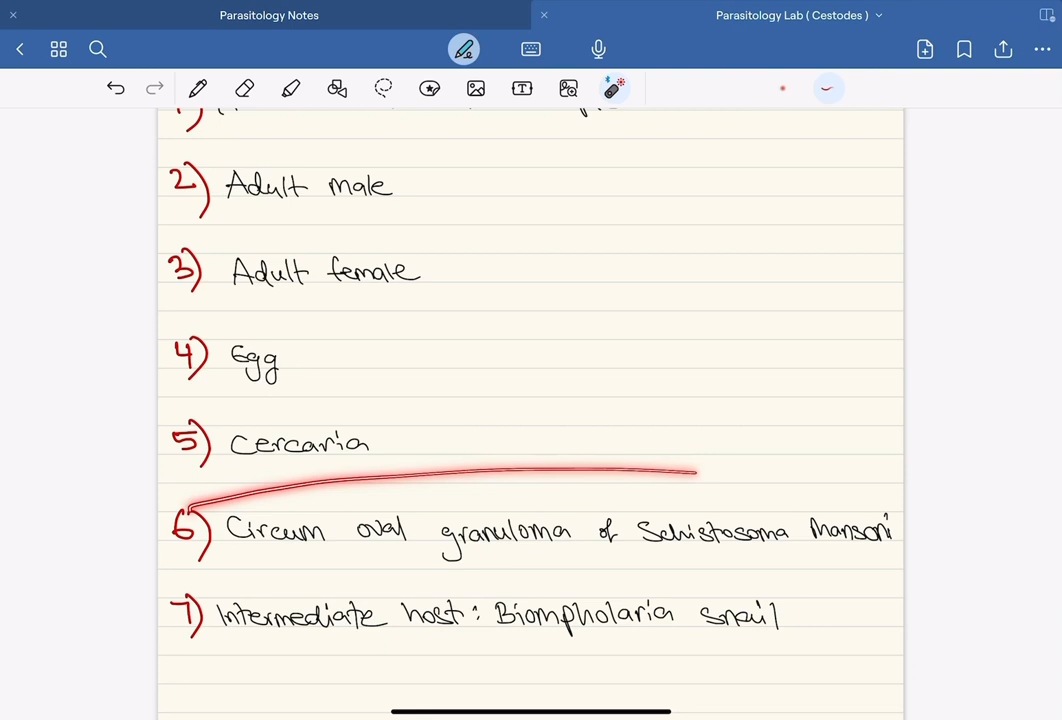 Parasitology Notes
Parasitology Lab ( Cestodes )
2) Adult male
3) Adult female
4) Egg
5) Cercaria
6) Circum oval granuloma of Schistosoma Mansoni
7) Intermediate host : Biompholaria snail